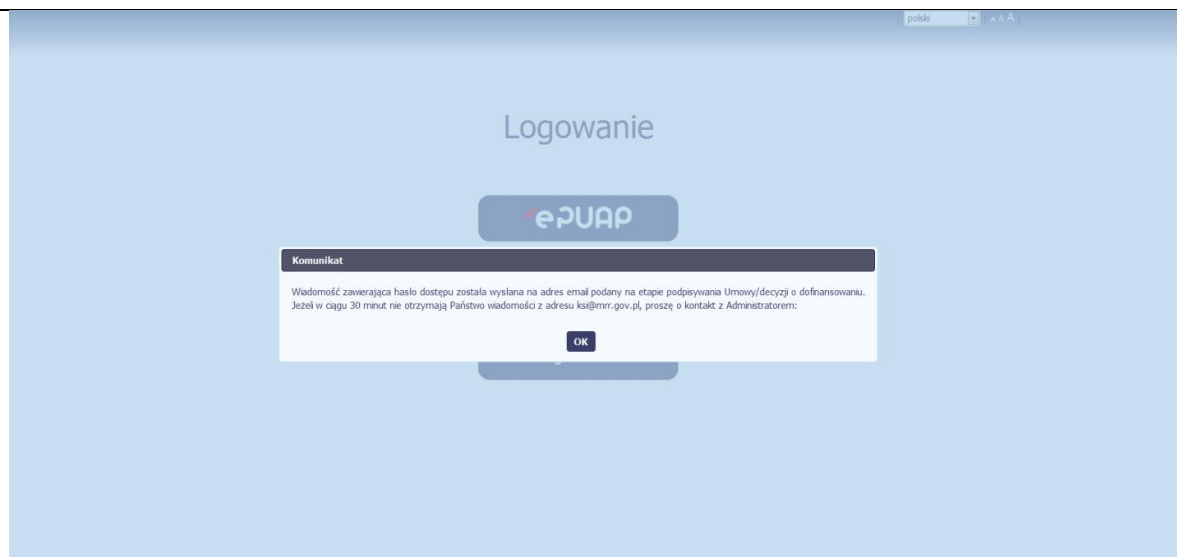 polski A A A
Logowanie
ePUAP
Komunikat
Wiadomość zawierająca hasło dostępu została wysłana na adres email podany na etapie podpisywania Umowy/decyzji o dofinansowaniu.
Jeżeli w ciągu 30 minut nie otrzymają Państwo wiadomości z adresu ksi@mrr.gov.pl, proszę o kontakt z Administratorem:
OK